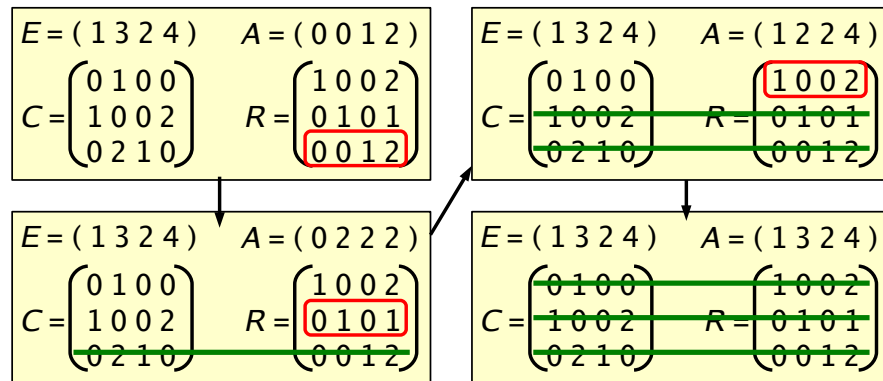 E = ( 1 3 2 4 ) A = ( 0 0 1 2 )
0 1 0 0 1 0 0 2
C = 1 0 0 2 R = 0 1 0 1
0 2 1 0 0 0 1 2
E = ( 1 3 2 4 ) A = ( 0 2 2 2 )
0 1 0 0 1 0 0 2
C = 1 0 0 2 R = 0 1 0 1
0 2 1 0 0 0 1 2
E = ( 1 3 2 4 ) A = ( 1 2 2 4 )
0 1 0 0 1 0 0 2
C = 1 0 0 2 R = 0 1 0 1
0 2 1 0 0 0 1 2
E = ( 1 3 2 4 ) A = ( 1 3 2 4 )
0 1 0 0 1 0 0 2
C = 1 0 0 2 R = 0 1 0 1
0 2 1 0 0 0 1 2